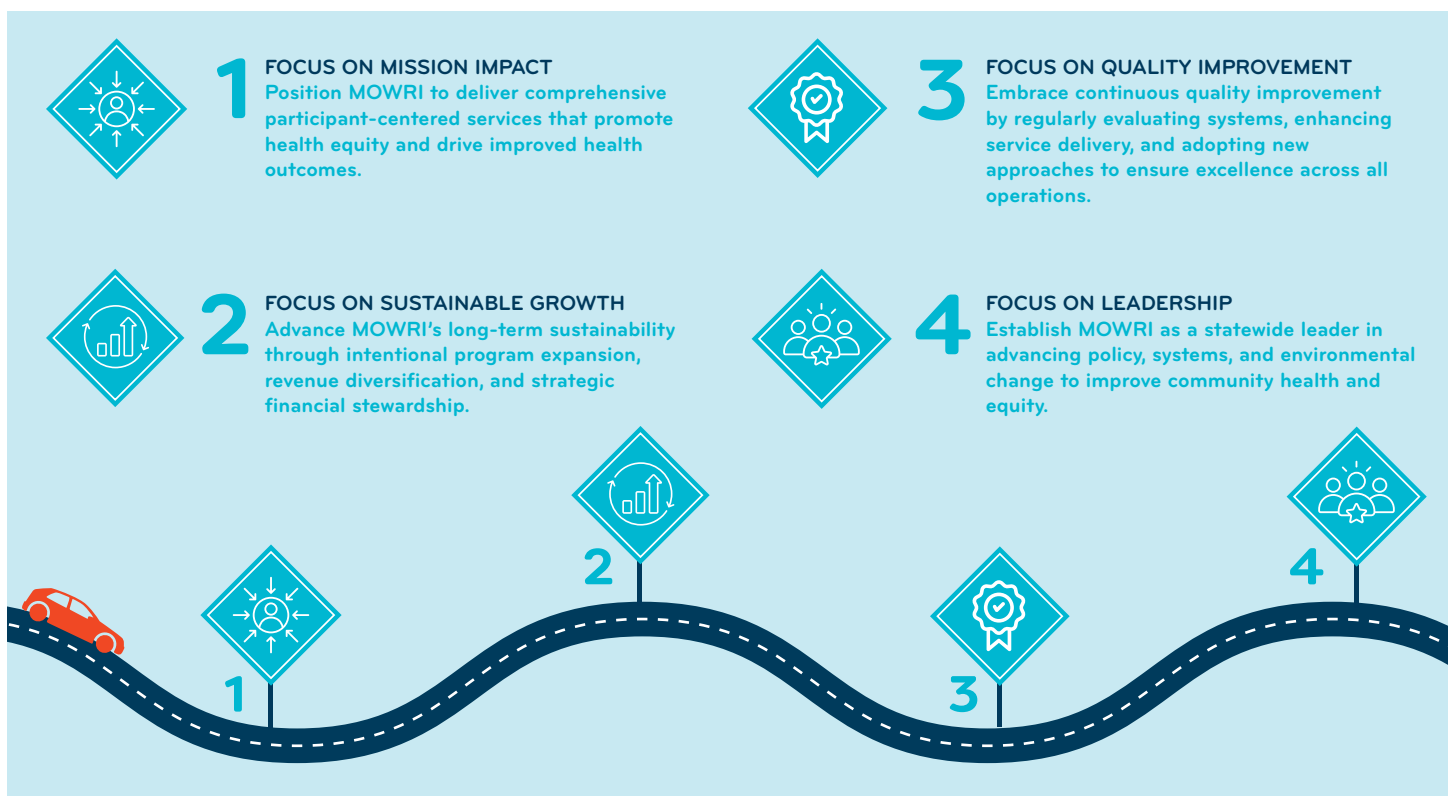 1
FOCUS ON MISSION IMPACT
Position MOWRI to deliver comprehensive
participant-centered services that promote
health equity and drive improved health
outcomes.
2
FOCUS ON SUSTAINABLE GROWTH
Advance MOWRI's long-term sustainability
through intentional program expansion,
revenue diversification, and strategic
financial stewardship.
3
FOCUS ON QUALITY IMPROVEMENT
Embrace continuous quality improvement
by regularly evaluating systems, enhancing
service delivery, and adopting new
approaches to ensure excellence across all
operations.
4
FOCUS ON LEADERSHIP
Establish MOWRI as a statewide leader in
advancing policy, systems, and environmental
change to improve community health and
equity.
1
2
3
4